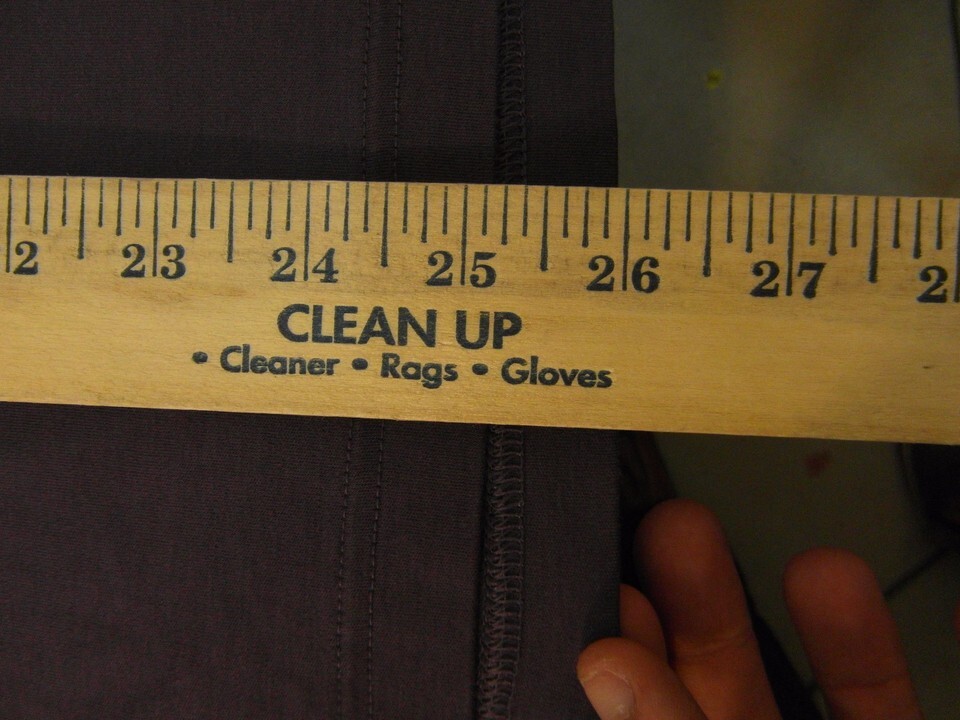 2 23 24 25 26 27 2
CLEAN UP
• Cleaner • Rags • Gloves